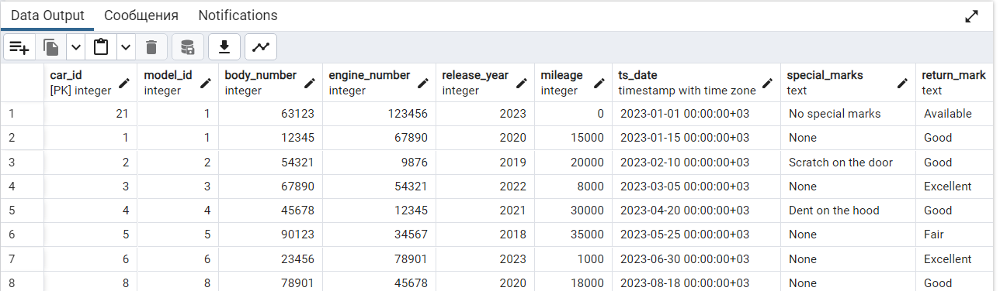 Data Output Сообщения Notifications
car_id model_id body_number engine_number release_year mileage ts_date special_marks return_mark
[PK] integer integer integer integer integer integer timestamp with time zone text text
1 21 1 63123 123456 2023 0 2023-01-01 00:00:00+03 No special marks Available
2 1 1 12345 67890 2020 15000 2023-01-15 00:00:00+03 None Good
3 2 2 54321 9876 2019 20000 2023-02-10 00:00:00+03 Scratch on the door Good
4 3 3 67890 54321 2022 8000 2023-03-05 00:00:00+03 None Excellent
5 4 4 45678 12345 2021 30000 2023-04-20 00:00:00+03 Dent on the hood Good
6 5 5 90123 34567 2018 35000 2023-05-25 00:00:00+03 None Fair
7 6 6 23456 78901 2023 1000 2023-06-30 00:00:00+03 None Excellent
8 8 8 78901 45678 2020 18000 2023-08-18 00:00:00+03 None Good